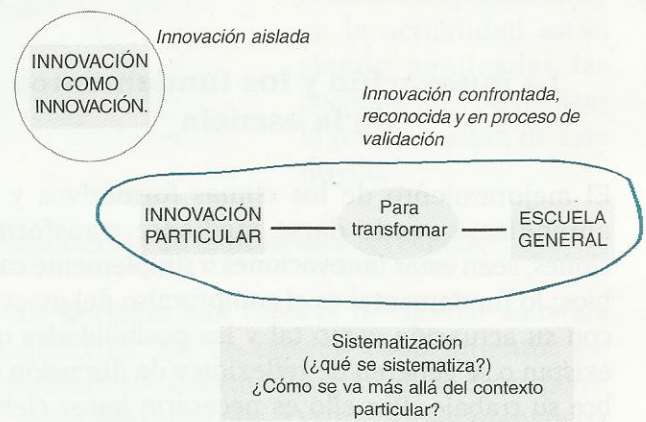 Innovación aislada
INNOVACIÓN
COMO
INNOVACIÓN.
Innovación confrontada,
reconocida y en proceso de
validación
INNOVACIÓN
PARTICULAR
Para
transformar
ESCUELA
GENERAL
Sistematización
(¿qué se sistematiza?)
¿Cómo se va más allá del contexto
particular?